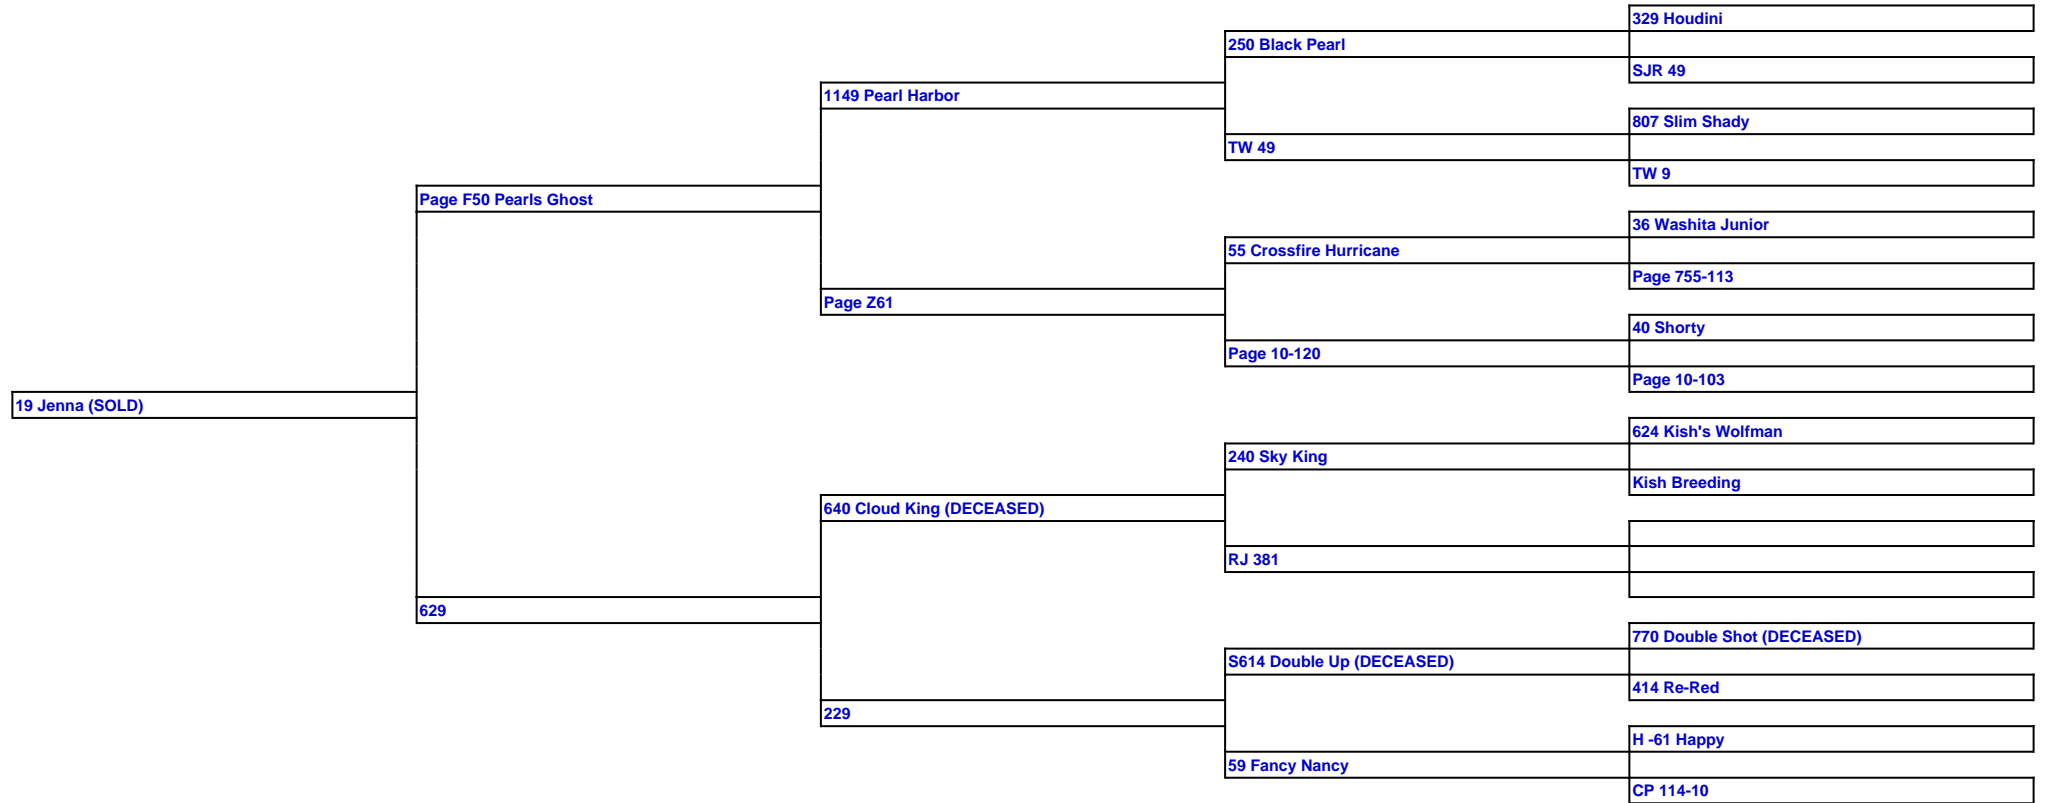 329 Houdini
250 Black Pearl
SJR 49
1149 Pearl Harbor
807 Slim Shady
TW 49
TW 9
Page F50 Pearls Ghost
36 Washita Junior
55 Crossfire Hurricane
Page 755-113
Page Z61
40 Shorty
Page 10-120
Page 10-103
19 Jenna (SOLD)
624 Kish's Wolfman
240 Sky King
Kish Breeding
640 Cloud King (DECEASED)
RJ 381
629
770 Double Shot (DECEASED)
S614 Double Up (DECEASED)
414 Re-Red
229
H -61 Happy
59 Fancy Nancy
CP 114-10